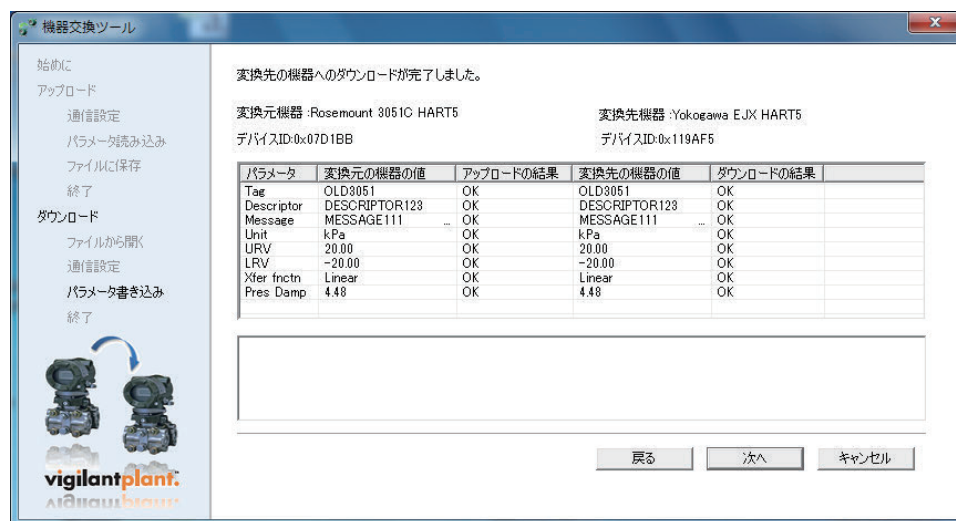 機器交換ツール
始めに
アップロード
通信設定
パラメータ読み込み
ファイルに保存
終了
ダウンロード
ファイルから開く
通信設定
パラメータ書き込み
終了
vigilantplant.
変換先の機器へのダウンロードが完了しました。
変換元機器 :Rosemount 3051C HART5 変換先機器 :Yokogawa EJX HART5
デバイスID:0x07D1BB デバイスID:0x119AF5
パラメータ 変換元の機器の値 アップロードの結果 変換先の機器の値 ダウンロードの結果
Tag OLD3051 OK OLD3051 OK
Descriptor DESCRIPTOR123 OK DESCRIPTOR123 OK
Message MESSAGE111 ... OK MESSAGE111 ... OK
Unit kPa OK kPa OK
URV 20.00 OK 20.00 OK
LRV -20.00 OK -20.00 OK
Xfer fnctn Linear OK Linear OK
Pres Damp 4.48 OK 4.48 OK
戻る 次へ キャンセル